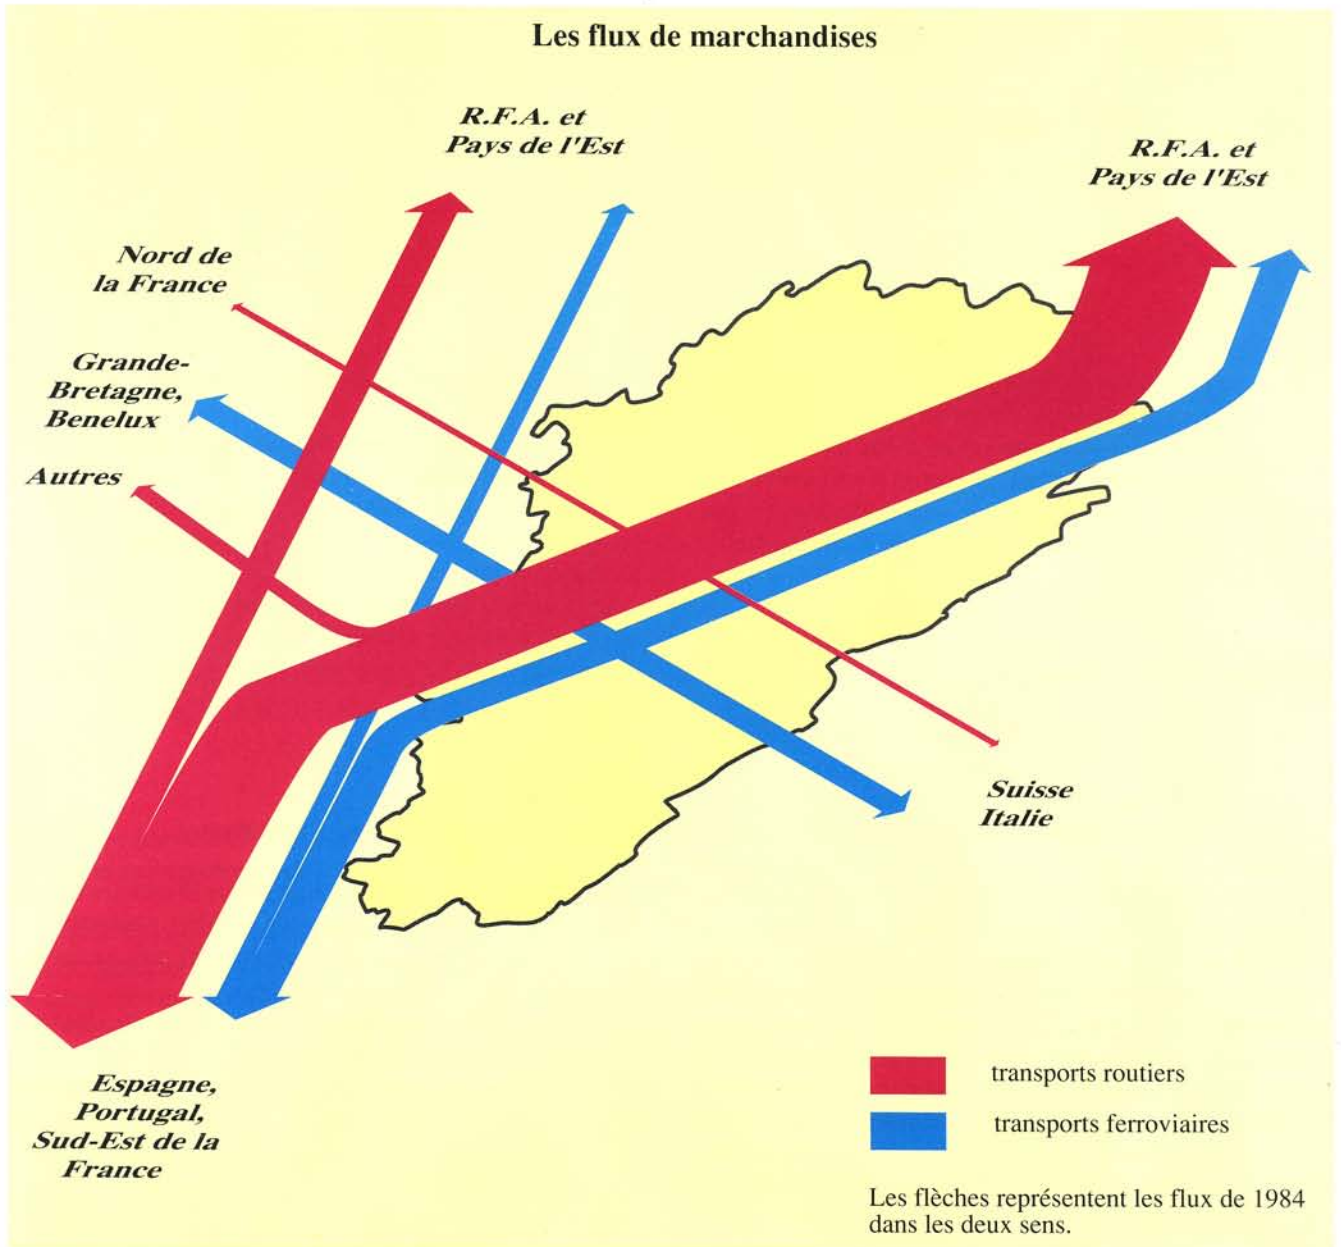 Les flux de marchandises
R.F.A. et
Pays de l'Est
R.F.A. et
Pays de l'Est
Nord de
la France
Grande-
Bretagne,
Benelux
Autres
Suisse
Italie
Espagne,
Portugal,
Sud-Est de la
France
transports routiers
transports ferroviaires
Les flèches représentent les flux de 1984
dans les deux sens.